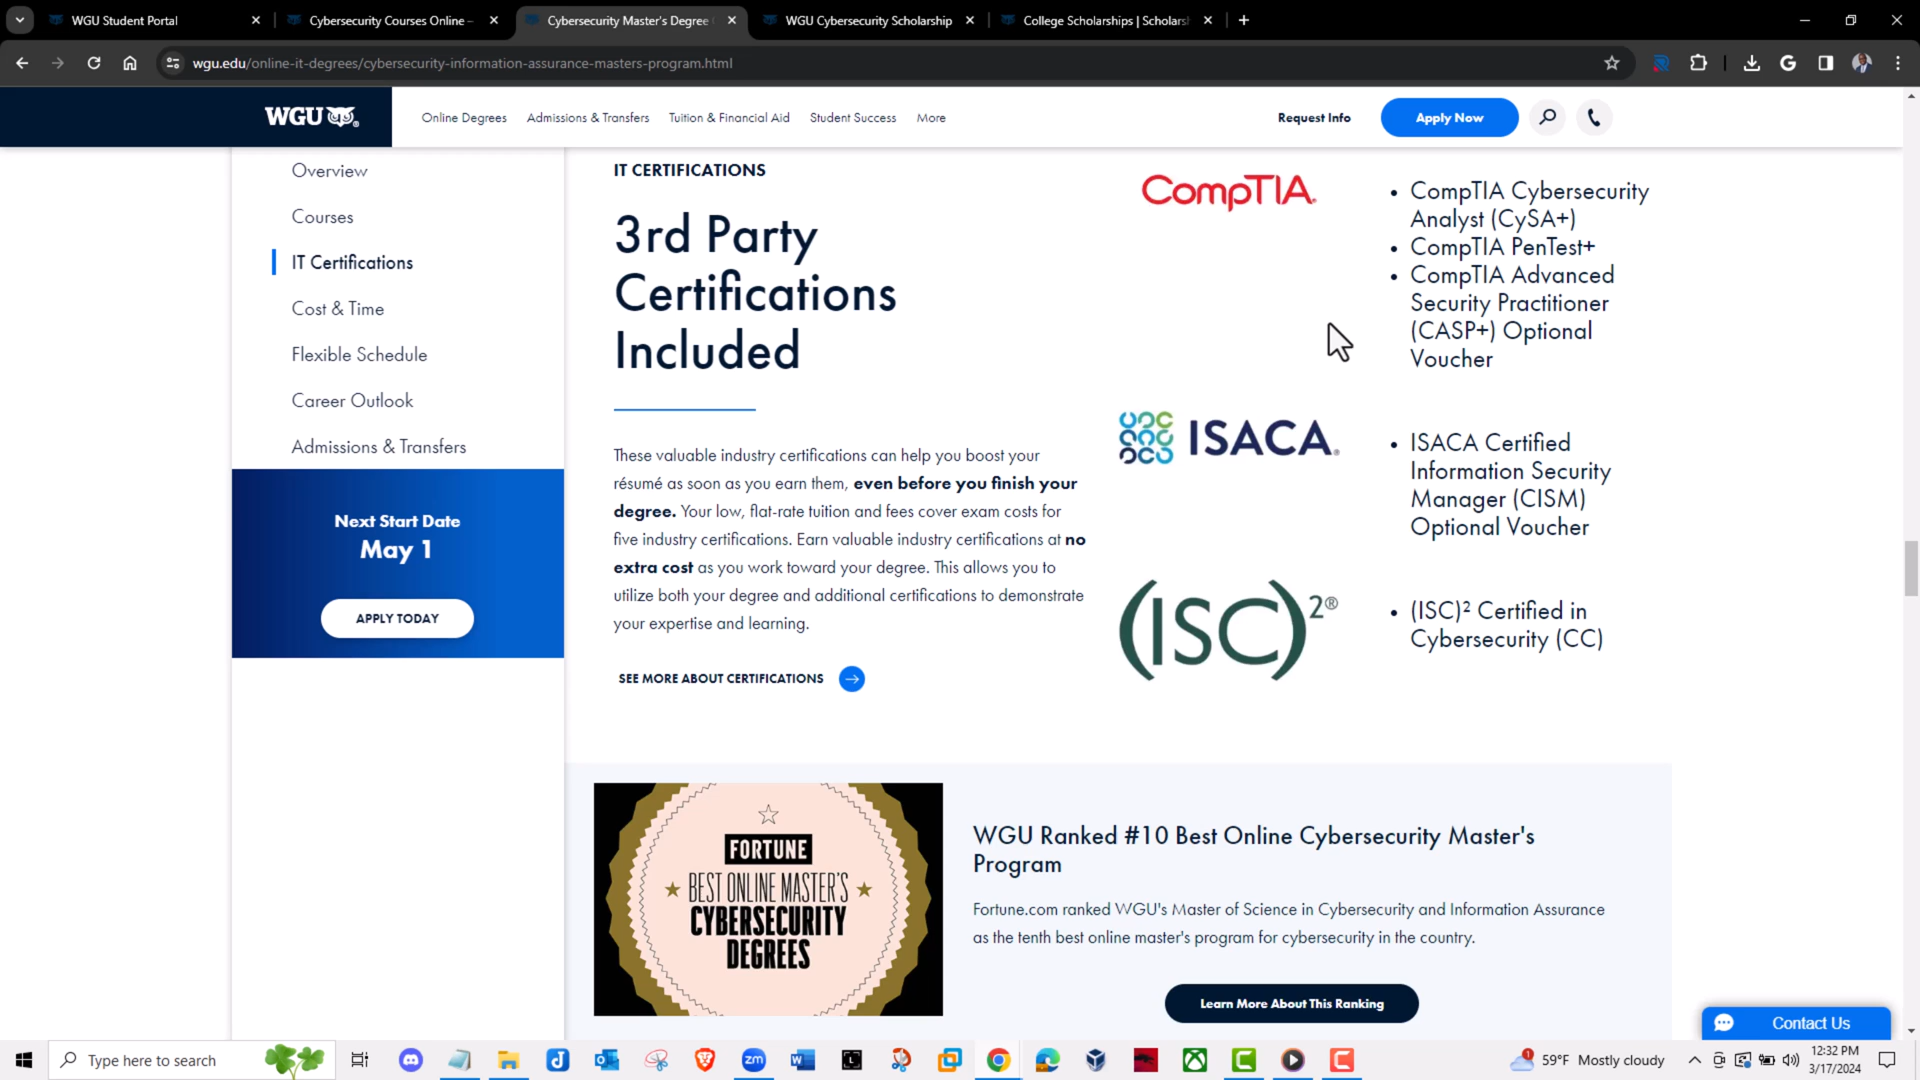 WGU Student Portal
Cybersecurity Courses Online –
Cybersecurity Master's Degree
WGU Cybersecurity Scholarship
College Scholarships | Scholars
wgu.edu/online-it-degrees/cybersecurity-information-assurance-masters-program.html
WGU
Online Degrees
Admissions & Transfers
Tuition & Financial Aid
Student Success
More
Request Info
Apply Now
Overview
Courses
IT Certifications
Cost & Time
Flexible Schedule
Career Outlook
Admissions & Transfers
Next Start Date
May 1
APPLY TODAY
IT CERTIFICATIONS
3rd Party
Certifications
Included
These valuable industry certifications can help you boost your
résumé as soon as you earn them, even before you finish your
degree. Your low, flat-rate tuition and fees cover exam costs for
five industry certifications. Earn valuable industry certifications at no
extra cost as you work toward your degree. This allows you to
utilize both your degree and additional certifications to demonstrate
your expertise and learning.
SEE MORE ABOUT CERTIFICATIONS
CompTIA.
• CompTIA Cybersecurity
Analyst (CySA+)
• CompTIA PenTest+
• CompTIA Advanced
Security Practitioner
(CASP+) Optional
Voucher
ISACA.
• ISACA Certified
Information Security
Manager (CISM)
Optional Voucher
(ISC)²®
• (ISC)² Certified in
Cybersecurity (CC)
FORTUNE
BEST ONLINE MASTER'S
CYBERSECURITY
DEGREES
WGU Ranked #10 Best Online Cybersecurity Master's
Program
Fortune.com ranked WGU's Master of Science in Cybersecurity and Information Assurance
as the tenth best online master's program for cybersecurity in the country.
Learn More About This Ranking
Contact Us
Type here to search
59°F Mostly cloudy
12:32 PM
3/17/2024